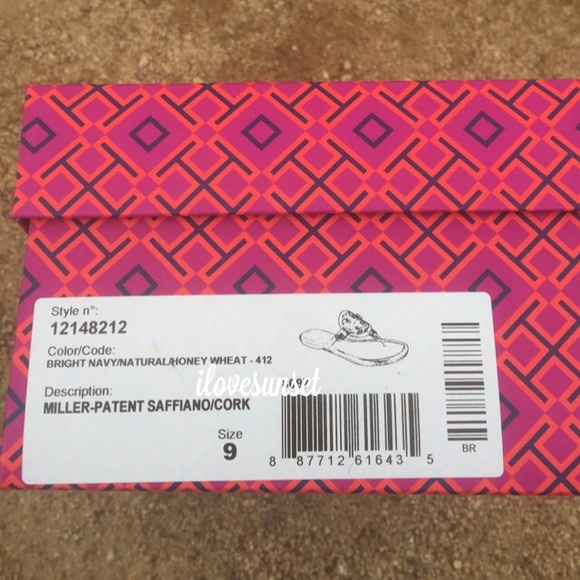 Style n°:
12148212
Color/Code:
BRIGHT NAVY/NATURAL/HONEY WHEAT - 412
ilovesunset
Description:
MILLER-PATENT SAFFIANO/CORK
Size
9
8 87712 61643 5
BR